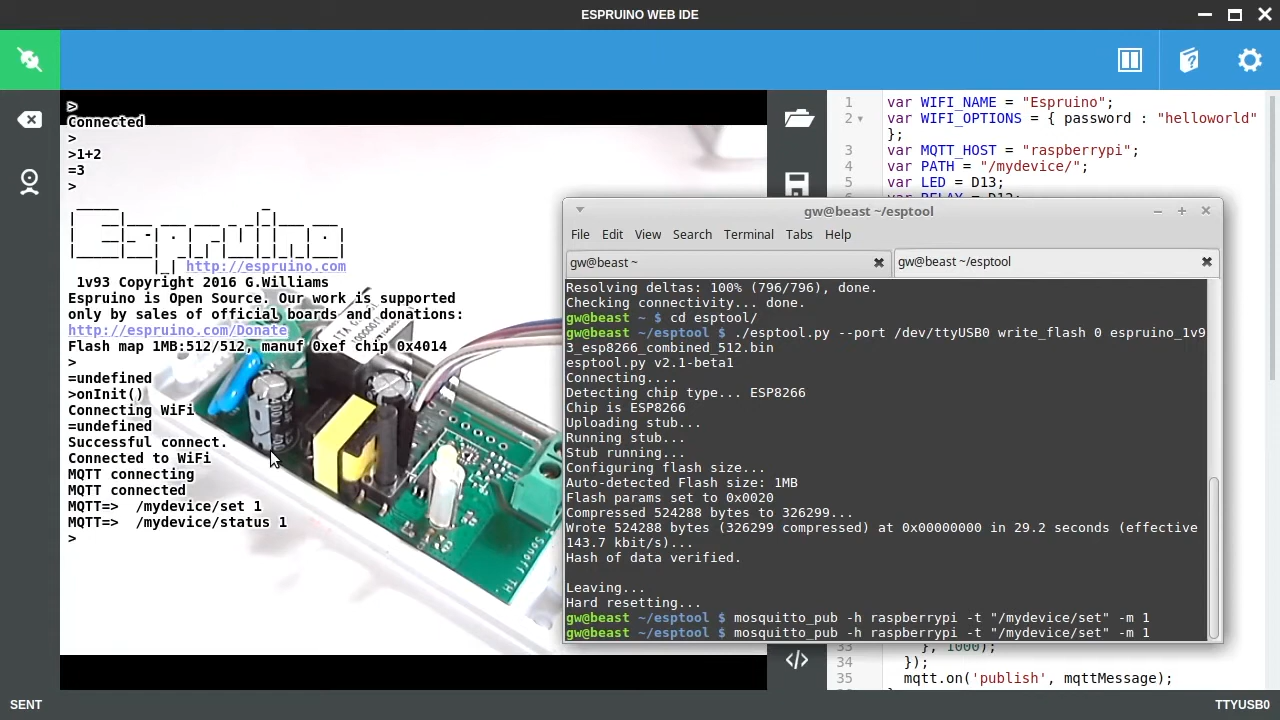 ESPRUINO WEB IDE
>
Connected
>
>1+2
=3
>
http://espruino.com
1v93 Copyright 2016 G.Williams
Espruino is Open Source. Our work is supported
only by sales of official boards and donations:
http://espruino.com/Donate
Flash map 1MB:512/512, manuf 0xef chip 0x4014
>
=undefined
>onInit()
Connecting WiFi
=undefined
Successful connect.
Connected to WiFi
MQTT connecting
MQTT connected
MQTT=>  /mydevice/set 1
MQTT=>  /mydevice/status 1
>
Sonoff TH
1 var WIFI_NAME = "Espruino";
2 var WIFI_OPTIONS = { password : "helloworld"
};
3 var MQTT_HOST = "raspberrypi";
4 var PATH = "/mydevice/";
5 var LED = D13;
gw@beast ~/esptool
File Edit View Search Terminal Tabs Help
gw@beast ~
gw@beast ~/esptool
Resolving deltas: 100% (796/796), done.
Checking connectivity... done.
gw@beast ~ $ cd esptool/
gw@beast ~/esptool $ ./esptool.py --port /dev/ttyUSB0 write_flash 0 espruino_1v9
3_esp8266_combined_512.bin
esptool.py v2.1-beta1
Connecting....
Detecting chip type... ESP8266
Chip is ESP8266
Uploading stub...
Running stub...
Stub running...
Configuring flash size...
Auto-detected Flash size: 1MB
Flash params set to 0x0020
Compressed 524288 bytes to 326299...
Wrote 524288 bytes (326299 compressed) at 0x00000000 in 29.2 seconds (effective
143.7 kbit/s)...
Hash of data verified.
Leaving...
Hard resetting...
gw@beast ~/esptool $ mosquitto_pub -h raspberrypi -t "/mydevice/set" -m 1
gw@beast ~/esptool $ mosquitto_pub -h raspberrypi -t "/mydevice/set" -m 1
33 }, 1000);
34 });
35 mqtt.on('publish', mqttMessage);
SENT
TTYUSB0